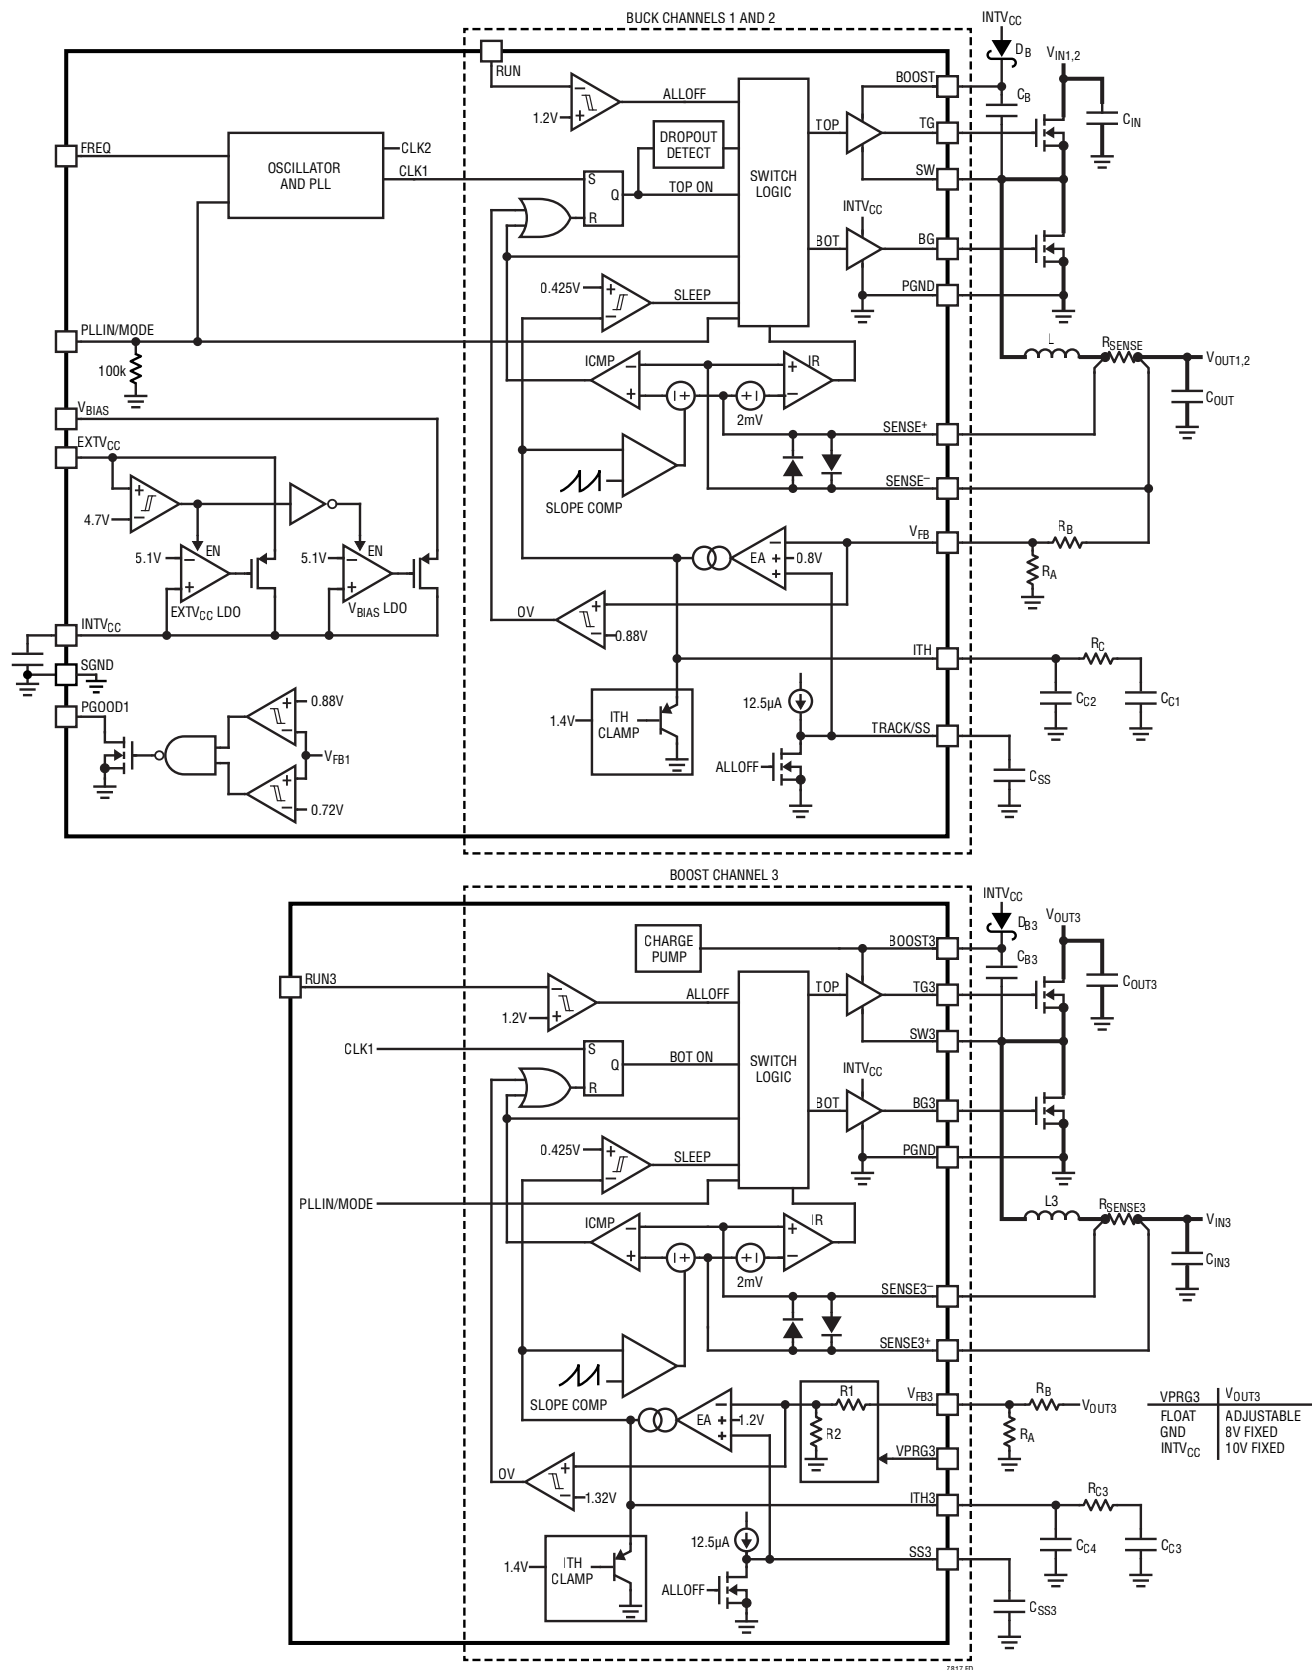 BUCK CHANNELS 1 AND 2
INTVCC
DB
VIN1,2
RUN
BOOST
ALLOFF
1.2V
CB
CIN
TOP
TG
DROPOUT
DETECT
FREQ
OSCILLATOR
AND PLL
CLK2
CLK1
S
Q
R
TOP ON
SWITCH
LOGIC
SW
INTVCC
BOT
BG
0.425V
SLEEP
PGND
PLLIN/MODE
100k
L
RSENSE
VOUT1,2
ICMP
IR
2mV
COUT
VBIAS
EXTVCC
SENSE+
SLOPE COMP
SENSE–
4.7V
VFB
RB
EA
0.8V
RA
5.1V
EN
5.1V
EN
EXTVCC LDO
VBIAS LDO
OV
0.88V
INTVCC
ITH
RC
SGND
CC2
CC1
PGOOD1
0.88V
1.4V
ITH
CLAMP
12.5µA
TRACK/SS
VFB1
ALLOFF
CSS
0.72V
BOOST CHANNEL 3
INTVCC
DB3
VOUT3
CHARGE
PUMP
BOOST3
CB3
COUT3
RUN3
ALLOFF
1.2V
TOP
TG3
SW3
CLK1
S
Q
R
BOT ON
SWITCH
LOGIC
INTVCC
BOT
BG3
0.425V
SLEEP
PGND
PLLIN/MODE
L3
RSENSE3
VIN3
ICMP
IR
2mV
CIN3
SENSE3–
SENSE3+
SLOPE COMP
R1
VFB3
RB
VOUT3
VPRG3 VOUT3
FLOAT ADJUSTABLE
GND 8V FIXED
INTVCC 10V FIXED
EA
1.2V
R2
RA
VPRG3
OV
1.32V
ITH3
RC3
CC4
CC3
1.4V
ITH
CLAMP
12.5µA
SS3
ALLOFF
CSS3
7817 FD